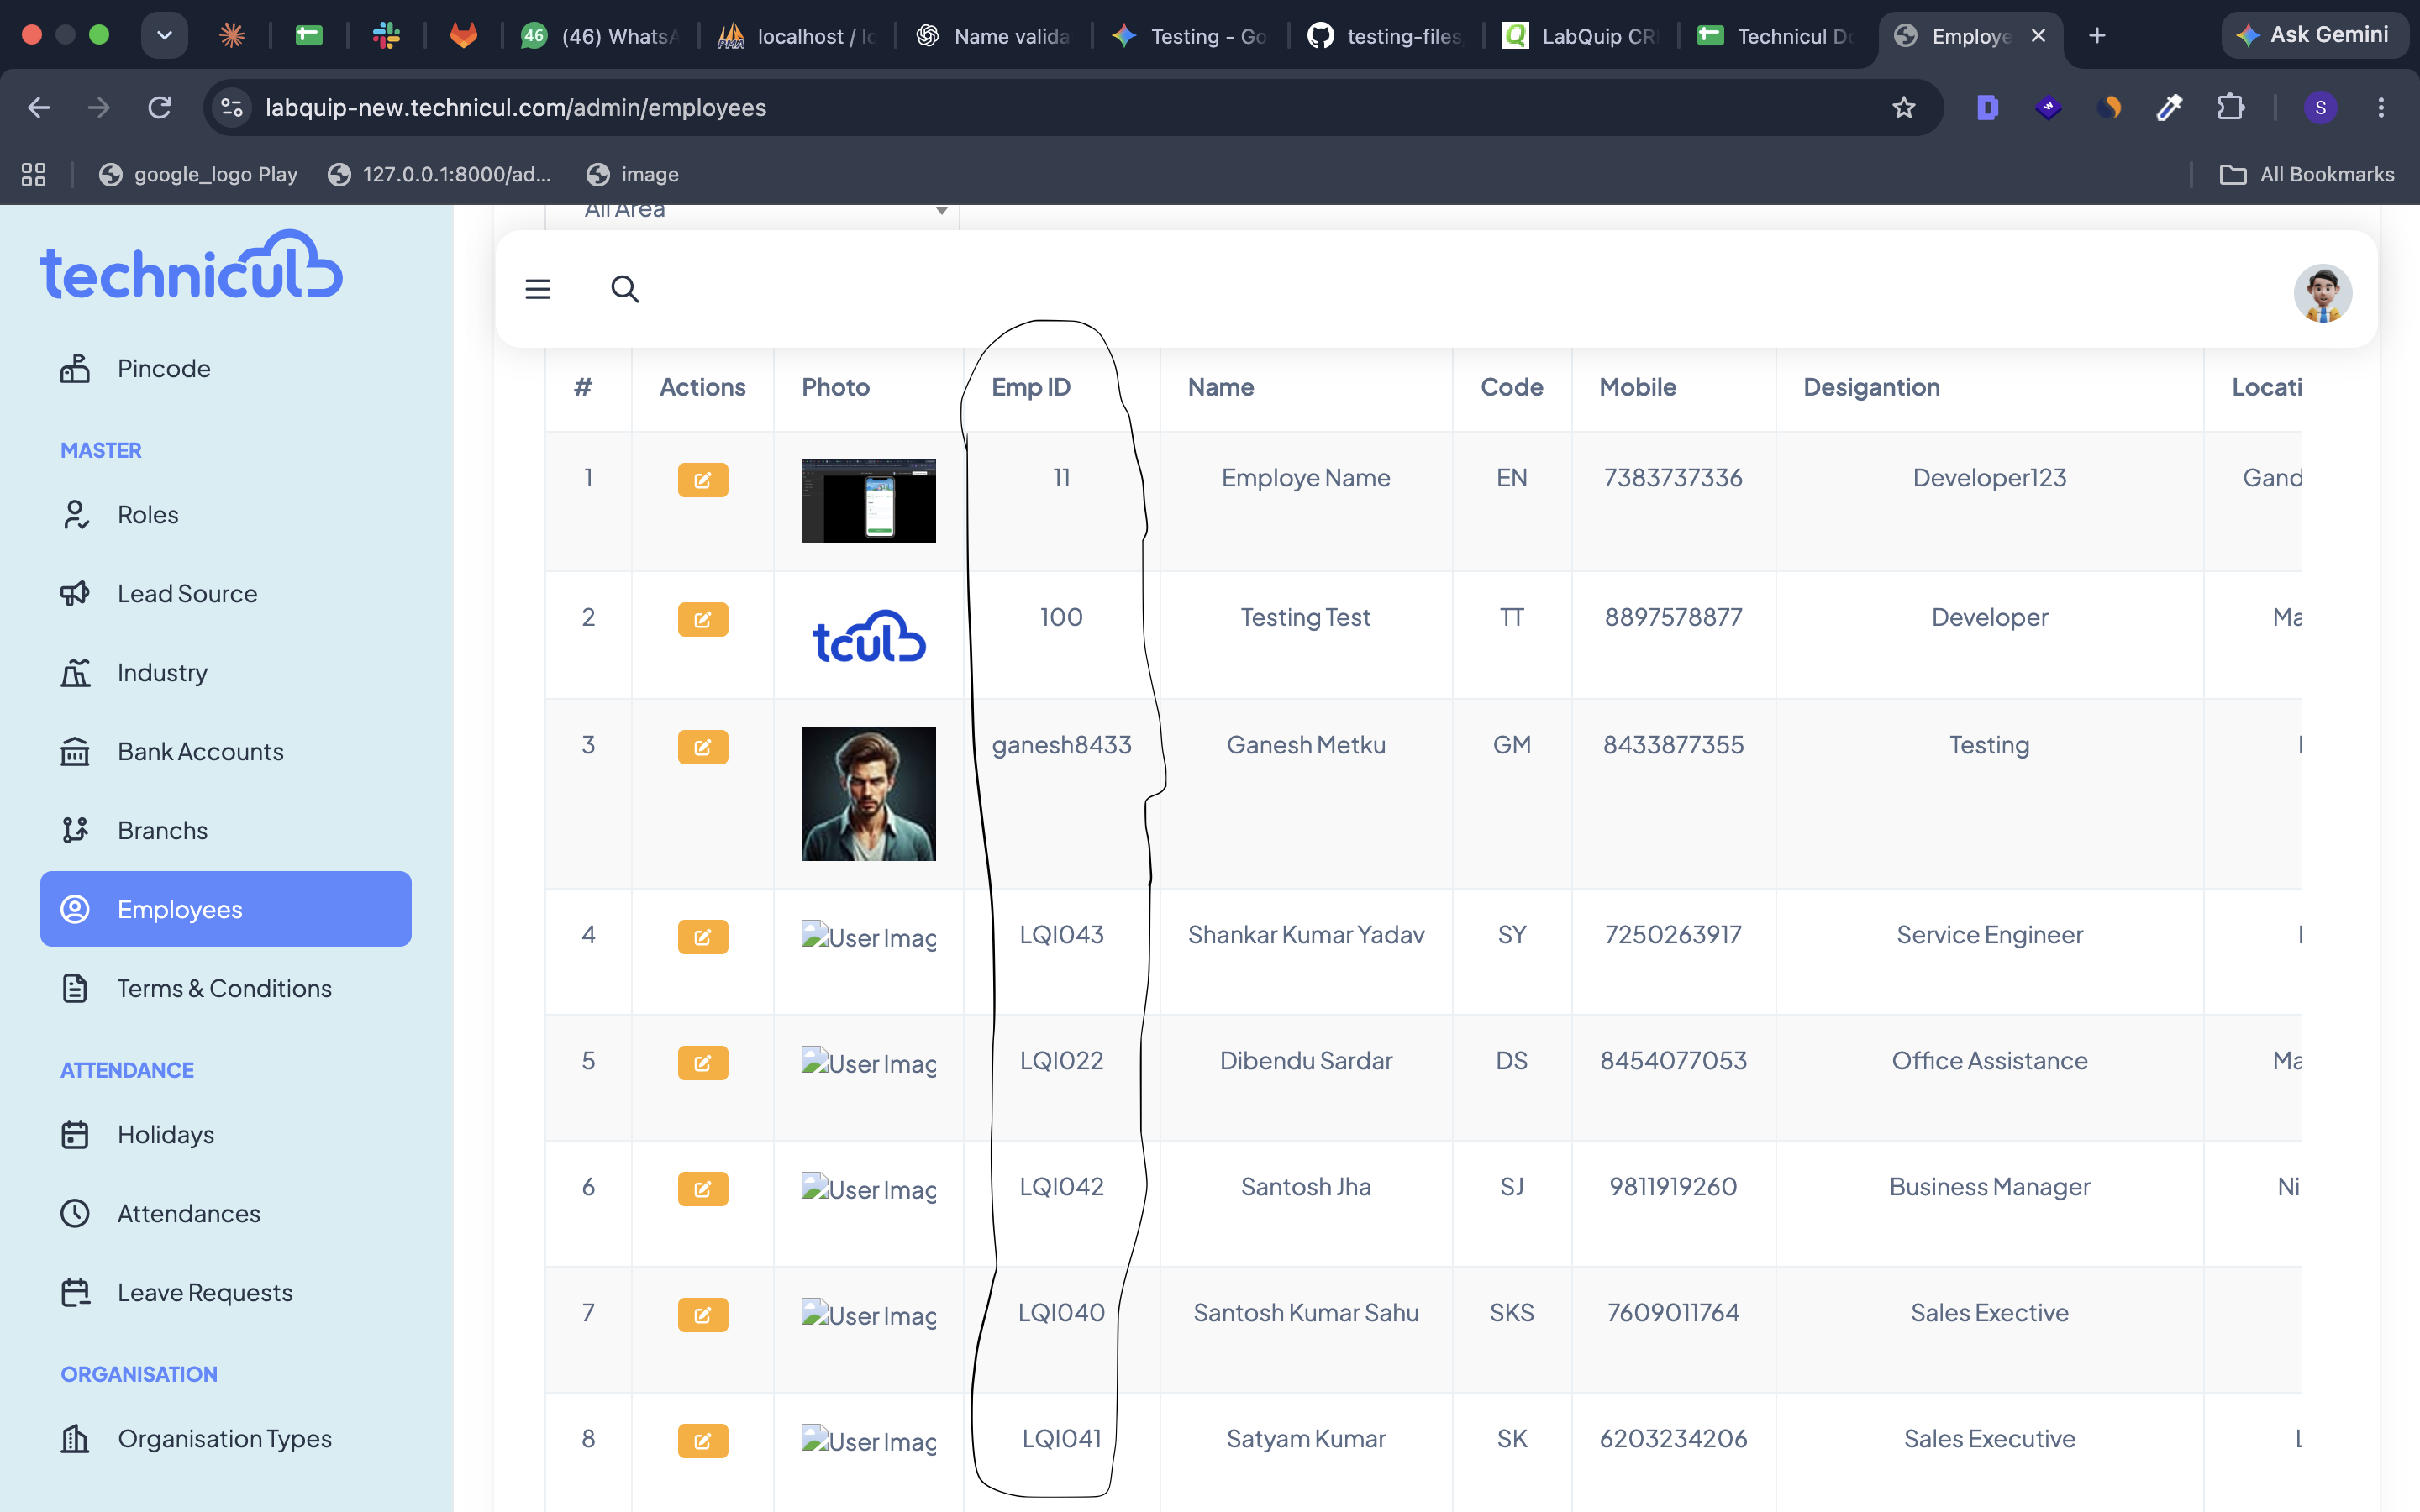 (46) WhatsA
localhost / lo
Name valida
Testing - Go
testing-files
LabQuip CR
Technicul Do
Employe
Ask Gemini
labquip-new.technicul.com/admin/employees
S
google_logo Play
127.0.0.1:8000/ad...
image
All Bookmarks
technicul
Pincode
MASTER
Roles
Lead Source
Industry
Bank Accounts
Branchs
Employees
Terms & Conditions
ATTENDANCE
Holidays
Attendances
Leave Requests
ORGANISATION
Organisation Types
All Area
# Actions Photo Emp ID Name Code Mobile Desigantion Locati
1 11 Employe Name EN 7383737336 Developer123 Gand
2 tcul 100 Testing Test TT 8897578877 Developer Ma
3 ganesh8433 Ganesh Metku GM 8433877355 Testing
4 User Imag LQI043 Shankar Kumar Yadav SY 7250263917 Service Engineer
5 User Imag LQI022 Dibendu Sardar DS 8454077053 Office Assistance Ma
6 User Imag LQI042 Santosh Jha SJ 9811919260 Business Manager Ni
7 User Imag LQI040 Santosh Kumar Sahu SKS 7609011764 Sales Exective
8 User Imag LQI041 Satyam Kumar SK 6203234206 Sales Executive L